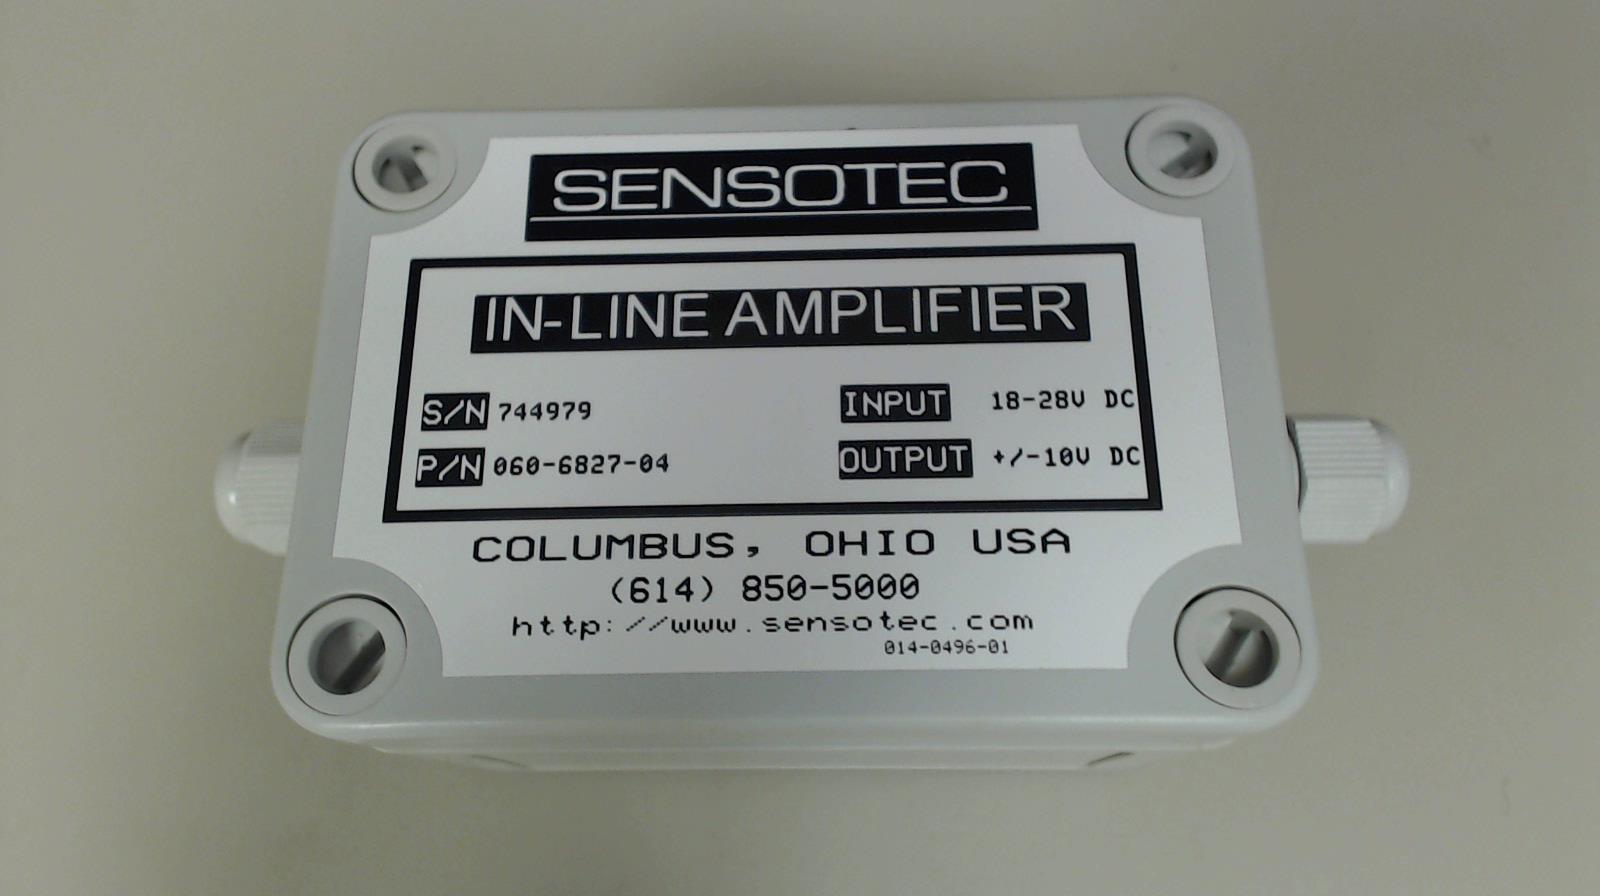 SENSOTEC
IN-LINE AMPLIFIER
S/N 744979 INPUT 18-28V DC
P/N 060-6827-04 OUTPUT +/-10V DC
COLUMBUS, OHIO USA
(614) 850-5000
http://www.sensotec.com
014-0496-01